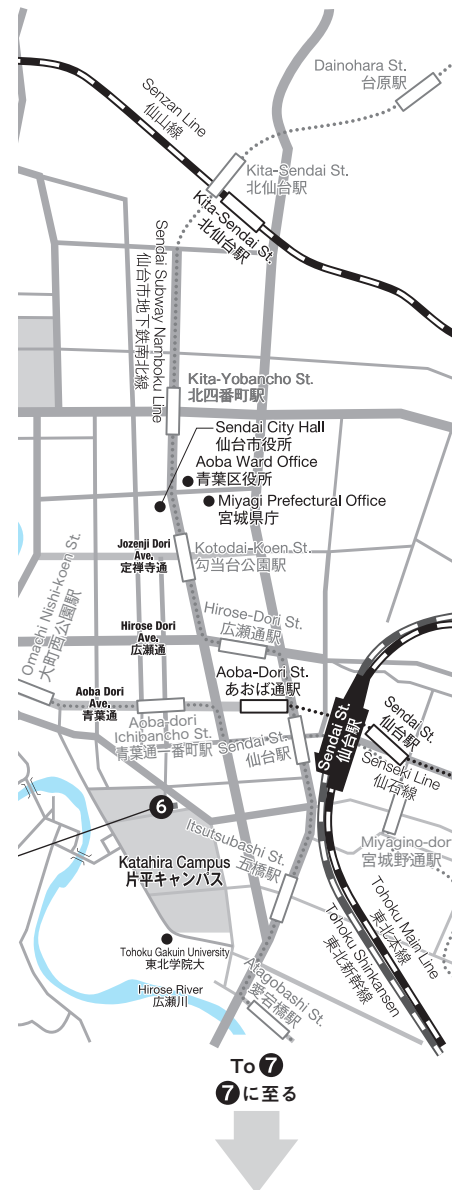 Dainohara St.
台原駅
Senzan Line
仙山線
Kita-Sendai St.
北仙台駅
Kita-Sendai St.
北仙台駅
Sendai Subway Namboku Line
仙台市地下鉄南北線
Kita-Yobancho St.
北四番町駅
Sendai City Hall
仙台市役所
Aoba Ward Office
青葉区役所
Miyagi Prefectural Office
宮城県庁
Jozenji Dori
Ave.
定禅寺通
Kotodai-Koen St.
勾当台公園駅
Omachi Nishi-koen St.
大町西公園駅
Hirose Dori
Ave.
広瀬通
Hirose-Dori St.
広瀬通駅
Aoba Dori
Ave.
青葉通
Aoba-Dori St.
あおば通駅
Aoba-dori
Ichibancho St.
青葉通一番町駅
Sendai St.
仙台駅
Sendai St.
仙台駅
Sendai St.
仙台駅
Senseki Line
仙石線
6
Itsutsubashi St.
五橋駅
Miyagino-dor
宮城野通駅
Katahira Campus
片平キャンパス
Tohoku Main Line
東北本線
Tohoku Shinkansen
東北新幹線
Tohoku Gakuin University
東北学院大
Hirose River
広瀬川
Atagobashi St.
愛宕橋駅
To 7
7に至る